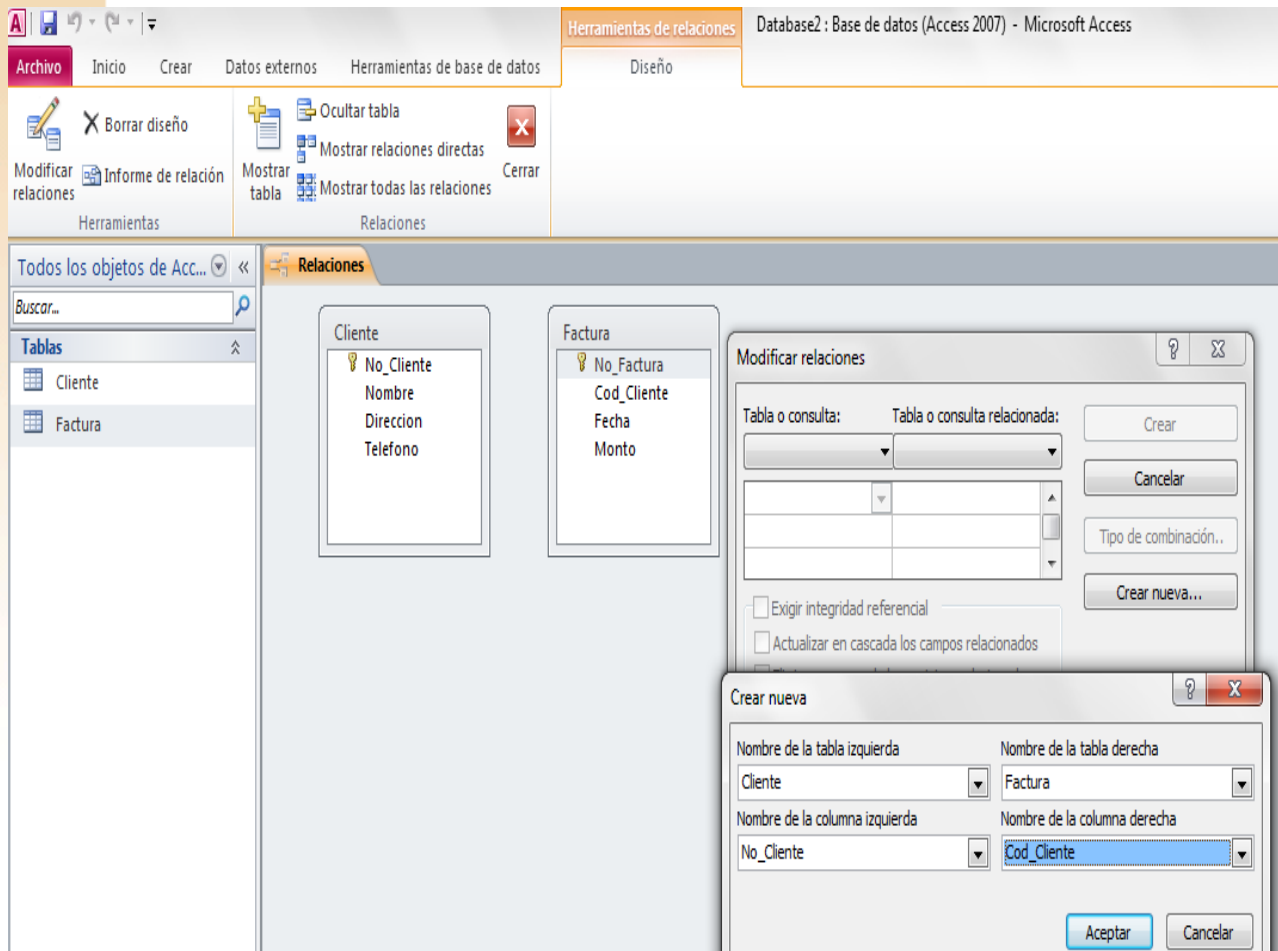 Herramientas de relaciones
Database2 : Base de datos (Access 2007) - Microsoft Access
Archivo Inicio Crear Datos externos Herramientas de base de datos Diseño
Borrar diseño
Modificar relaciones
Informe de relación
Herramientas
Mostrar tabla
Ocultar tabla
Mostrar relaciones directas
Mostrar todas las relaciones
Cerrar
Relaciones
Todos los objetos de Acc...
Buscar...
Tablas
Cliente
Factura
Relaciones
Cliente
No_Cliente
Nombre
Direccion
Telefono
Factura
No_Factura
Cod_Cliente
Fecha
Monto
Modificar relaciones
Tabla o consulta: Tabla o consulta relacionada:
Crear
Cancelar
Tipo de combinación..
Crear nueva...
Exigir integridad referencial
Actualizar en cascada los campos relacionados
Crear nueva
Nombre de la tabla izquierda Nombre de la tabla derecha
Cliente Factura
Nombre de la columna izquierda Nombre de la columna derecha
No_Cliente Cod_Cliente
Aceptar Cancelar